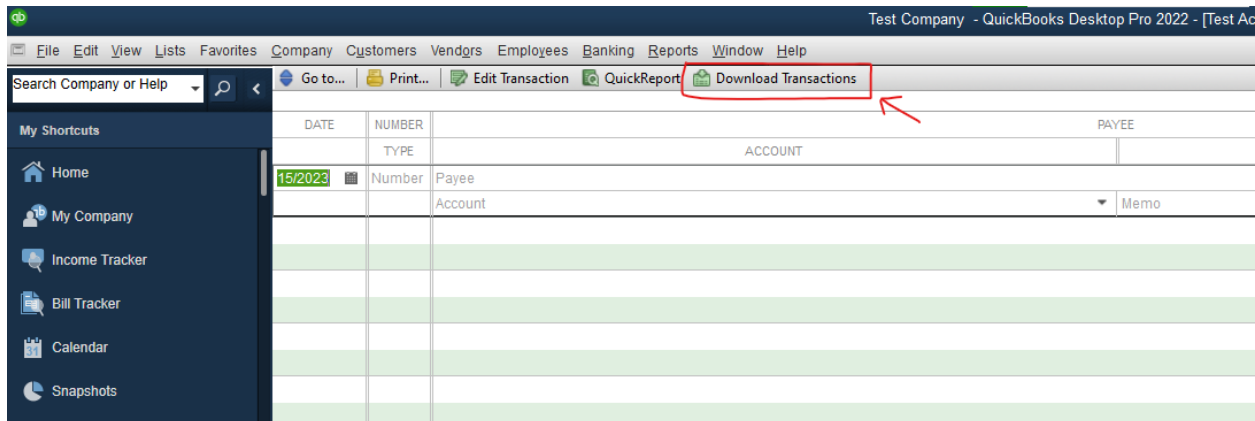 qb
Test Company - QuickBooks Desktop Pro 2022 - [Test Ac
File Edit View Lists Favorites Company Customers Vendors Employees Banking Reports Window Help
Search Company or Help
Go to... Print... Edit Transaction QuickReport Download Transactions
My Shortcuts
DATE NUMBER PAYEE
TYPE ACCOUNT
Home
15/2023 Number Payee
Account Memo
My Company
Income Tracker
Bill Tracker
31 Calendar
Snapshots